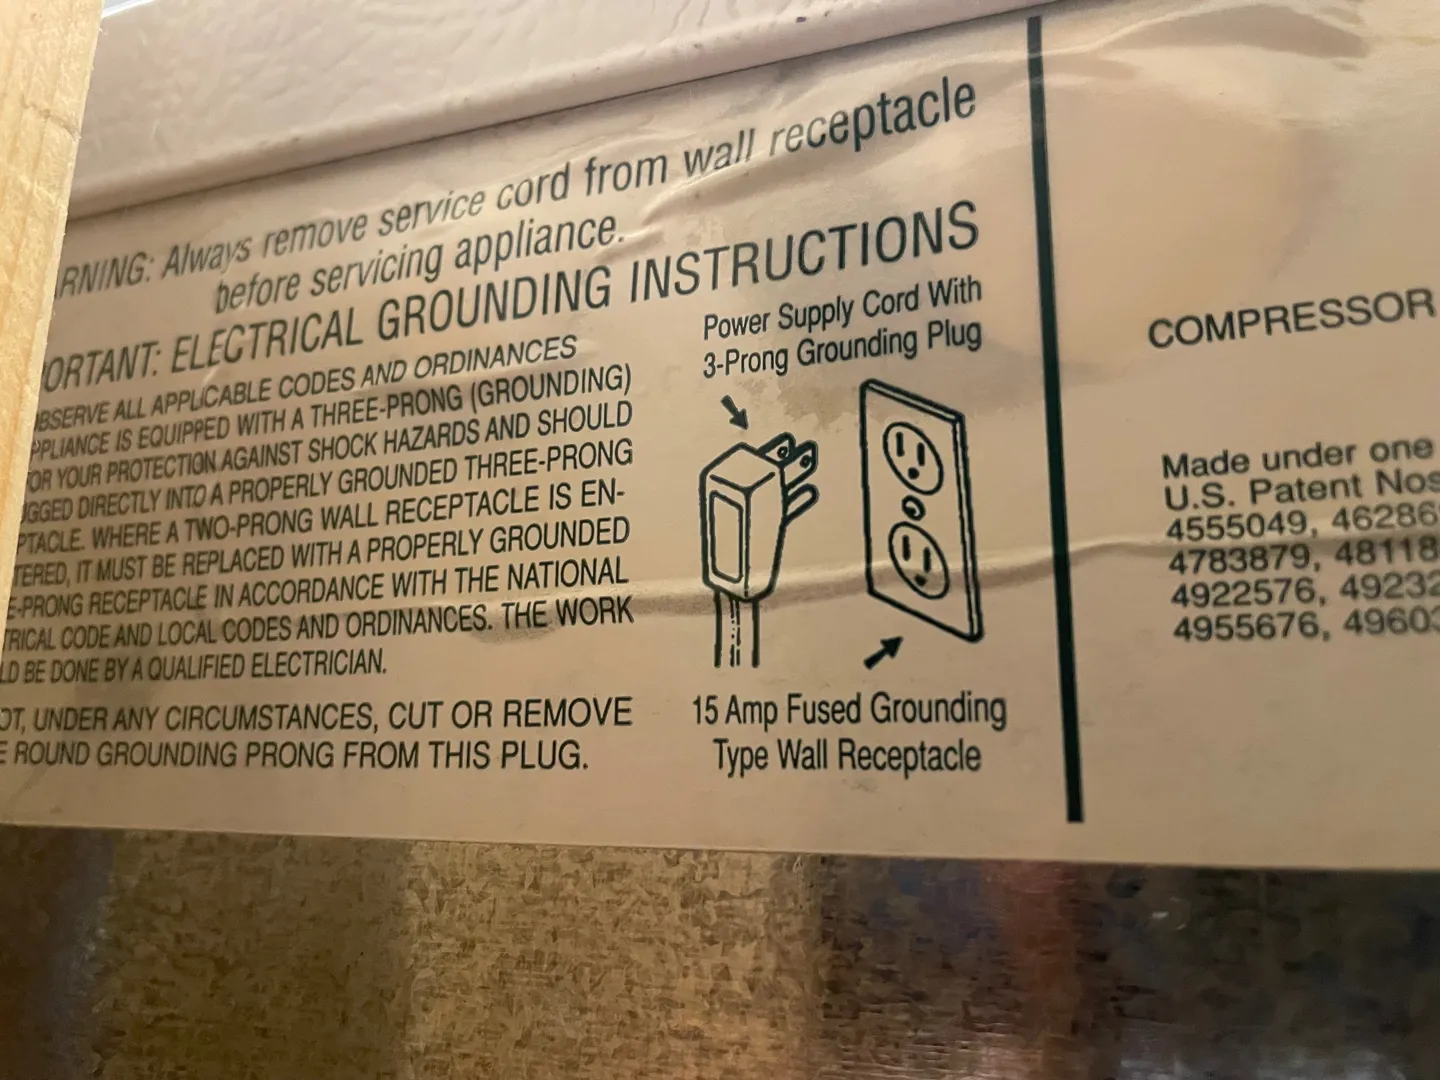 RNING: Always remove service cord from wall receptacle
before servicing appliance.
ORTANT: ELECTRICAL GROUNDING INSTRUCTIONS
BSERVE ALL APPLICABLE CODES AND ORDINANCES
PPLIANCE IS EQUIPPED WITH A THREE-PRONG (GROUNDING)
OR YOUR PROTECTION AGAINST SHOCK HAZARDS AND SHOULD
GGED DIRECTLY INTO A PROPERLY GROUNDED THREE-PRONG
PTACLE. WHERE A TWO-PRONG WALL RECEPTACLE IS EN-
TERED, IT MUST BE REPLACED WITH A PROPERLY GROUNDED
E-PRONG RECEPTACLE IN ACCORDANCE WITH THE NATIONAL
TRICAL CODE AND LOCAL CODES AND ORDINANCES. THE WORK
LD BE DONE BY A QUALIFIED ELECTRICIAN.
OT, UNDER ANY CIRCUMSTANCES, CUT OR REMOVE
E ROUND GROUNDING PRONG FROM THIS PLUG.
Power Supply Cord With
3-Prong Grounding Plug
15 Amp Fused Grounding
Type Wall Receptacle
COMPRESSOR
Made under one
U.S. Patent Nos
4555049, 46286
4783879, 48118
4922576, 49232
4955676, 49603